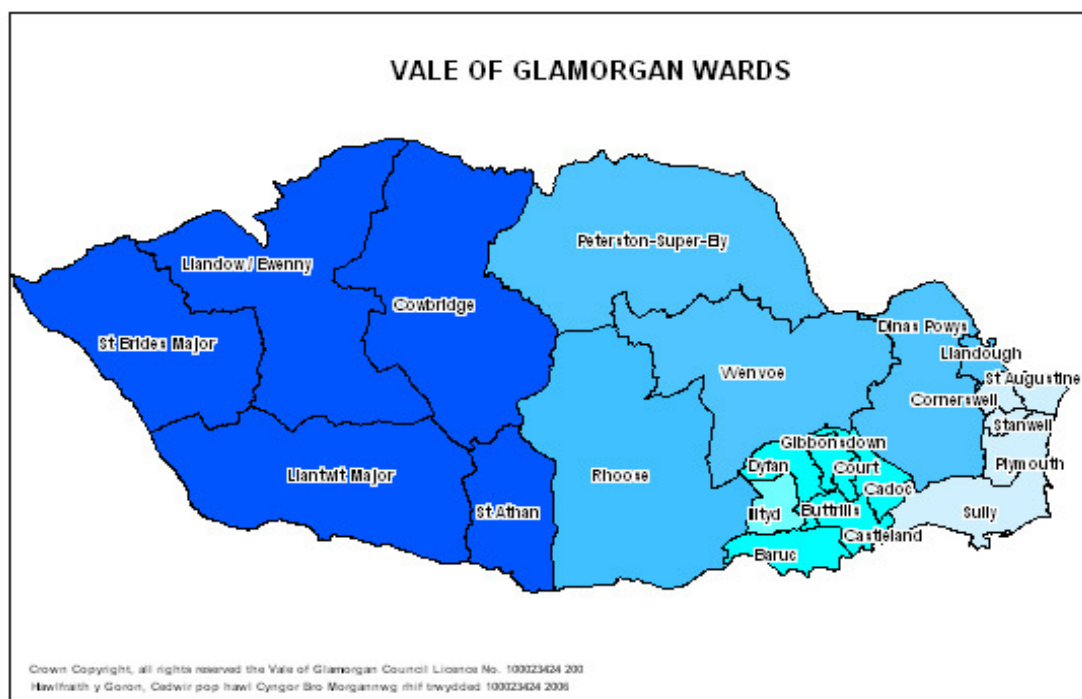 VALE OF GLAMORGAN WARDS
Llandow / Ewenny
Peterston-Super-Ely
Cowbridge
St Brides Major
Dinas Powys
Llandough
Wenvoe
St Augustine
Cornerswell
Stanwell
Gibbonsdown
Dyfan
Court
Plymouth
Llantwit Major
Rhoose
Cadoc
St Athan
Illtyd
Buttrills
Sully
Castleland
Baruc
Crown Copyright, all rights reserved the Vale of Glamorgan Council Licence No. 100023424 200
Hawlfraith y Goron, Cedwir pop hawl Cyngor Bro Morgannwg rhif trwydded 100023424 2006